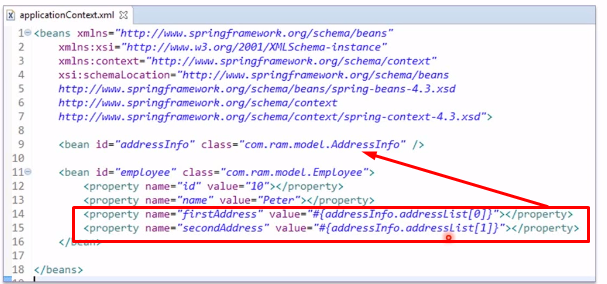 applicationContext.xml
1 <beans xmlns="http://www.springframework.org/schema/beans"
2 xmlns:xsi="http://www.w3.org/2001/XMLSchema-instance"
3 xmlns:context="http://www.springframework.org/schema/context"
4 xsi:schemaLocation="http://www.springframework.org/schema/beans
5 http://www.springframework.org/schema/beans/spring-beans-4.3.xsd
6 http://www.springframework.org/schema/context
7 http://www.springframework.org/schema/context/spring-context-4.3.xsd">
8
9 <bean id="addressInfo" class="com.ram.model.AddressInfo" />
10
11 <bean id="employee" class="com.ram.model.Employee">
12 <property name="id" value="10"></property>
13 <property name="name" value="Peter"></property>
14 <property name="firstAddress" value="#{addressInfo.addressList[0]}"></property>
15 <property name="secondAddress" value="#{addressInfo.addressList[1]}"></property>
16 </bean>
17
18 </beans>